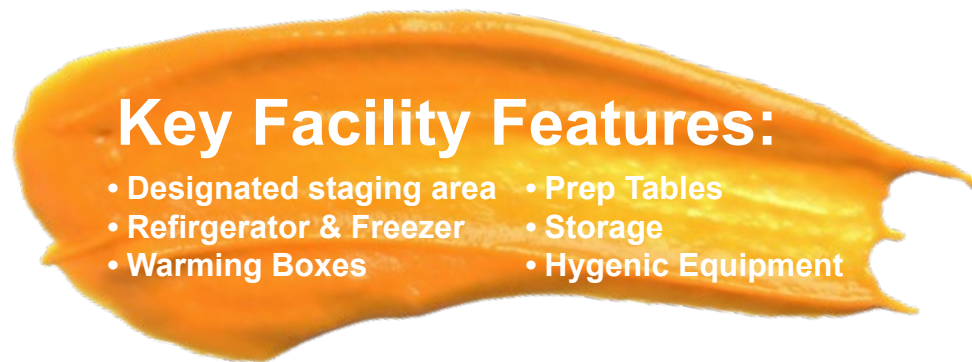 Key Facility Features:
• Designated staging area
• Refirgerator & Freezer
• Warming Boxes
• Prep Tables
• Storage
• Hygenic Equipment